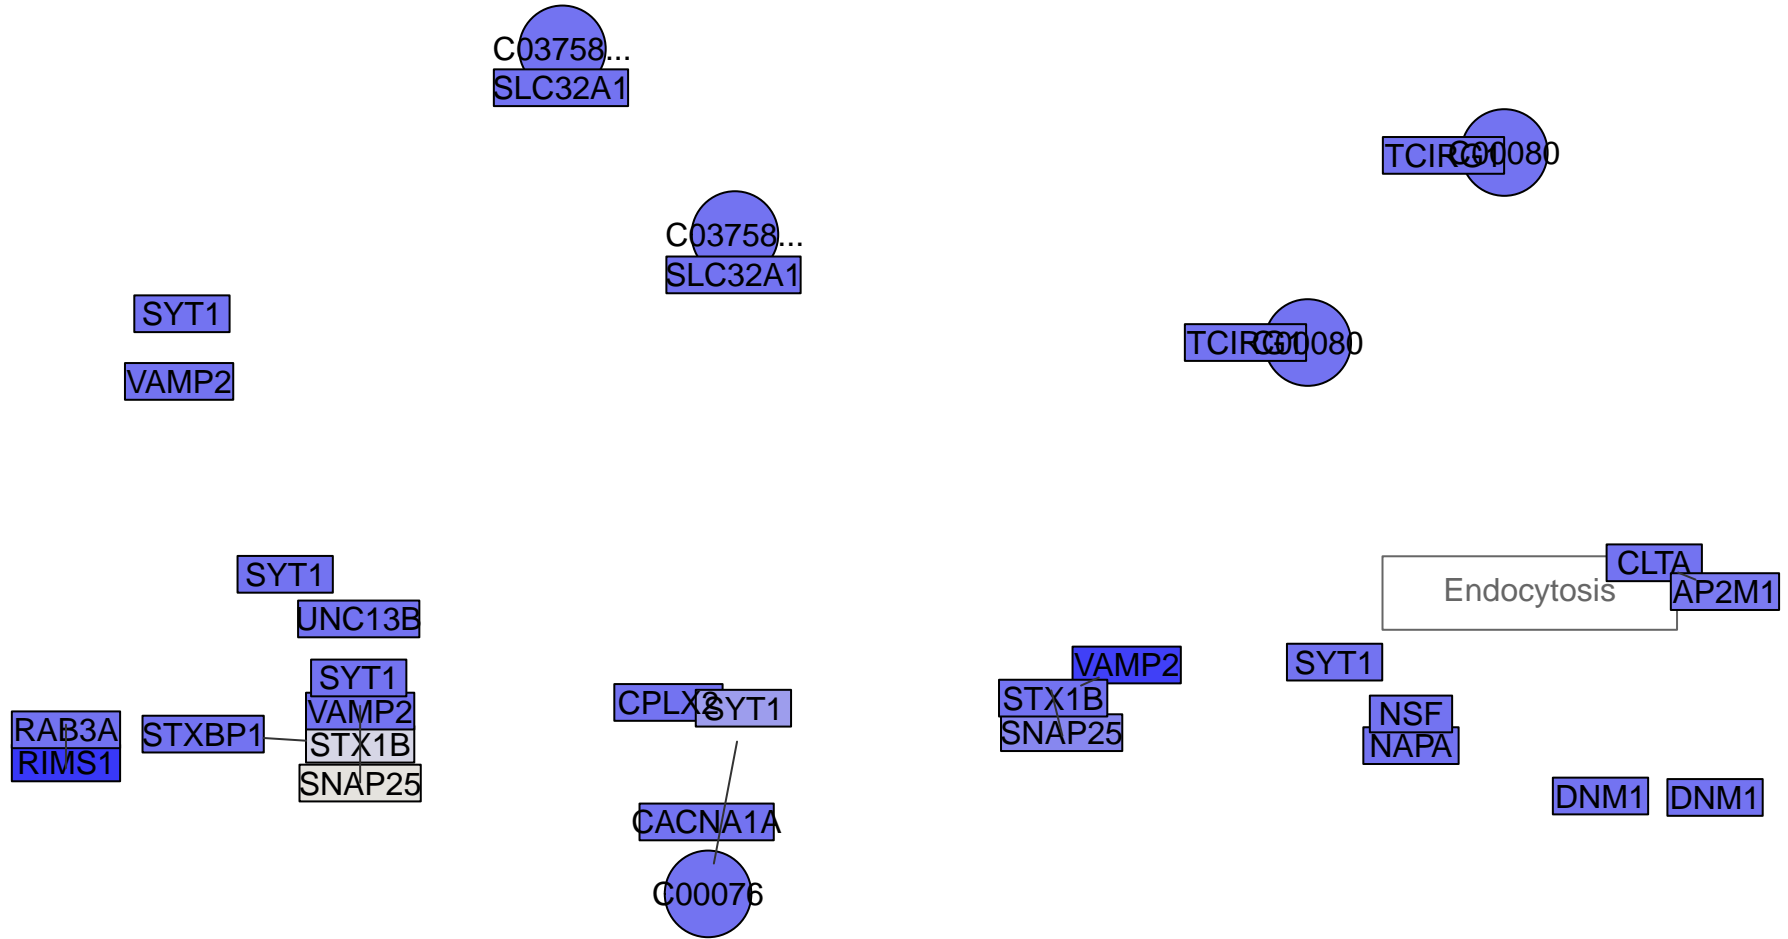 C03758...
SLC32A1
TCIRG1
C00080
C03758...
SLC32A1
SYT1
TCIRG1
C00080
VAMP2
SYT1
UNC13B
CLTA
Endocytosis
AP2M1
SYT1
VAMP2
STX1B
SNAP25
RAB3A
RIMS1
STXBP1
CPLX2
SYT1
VAMP2
STX1B
SNAP25
SYT1
NSF
NAPA
DNM1
DNM1
CACNA1A
C00076